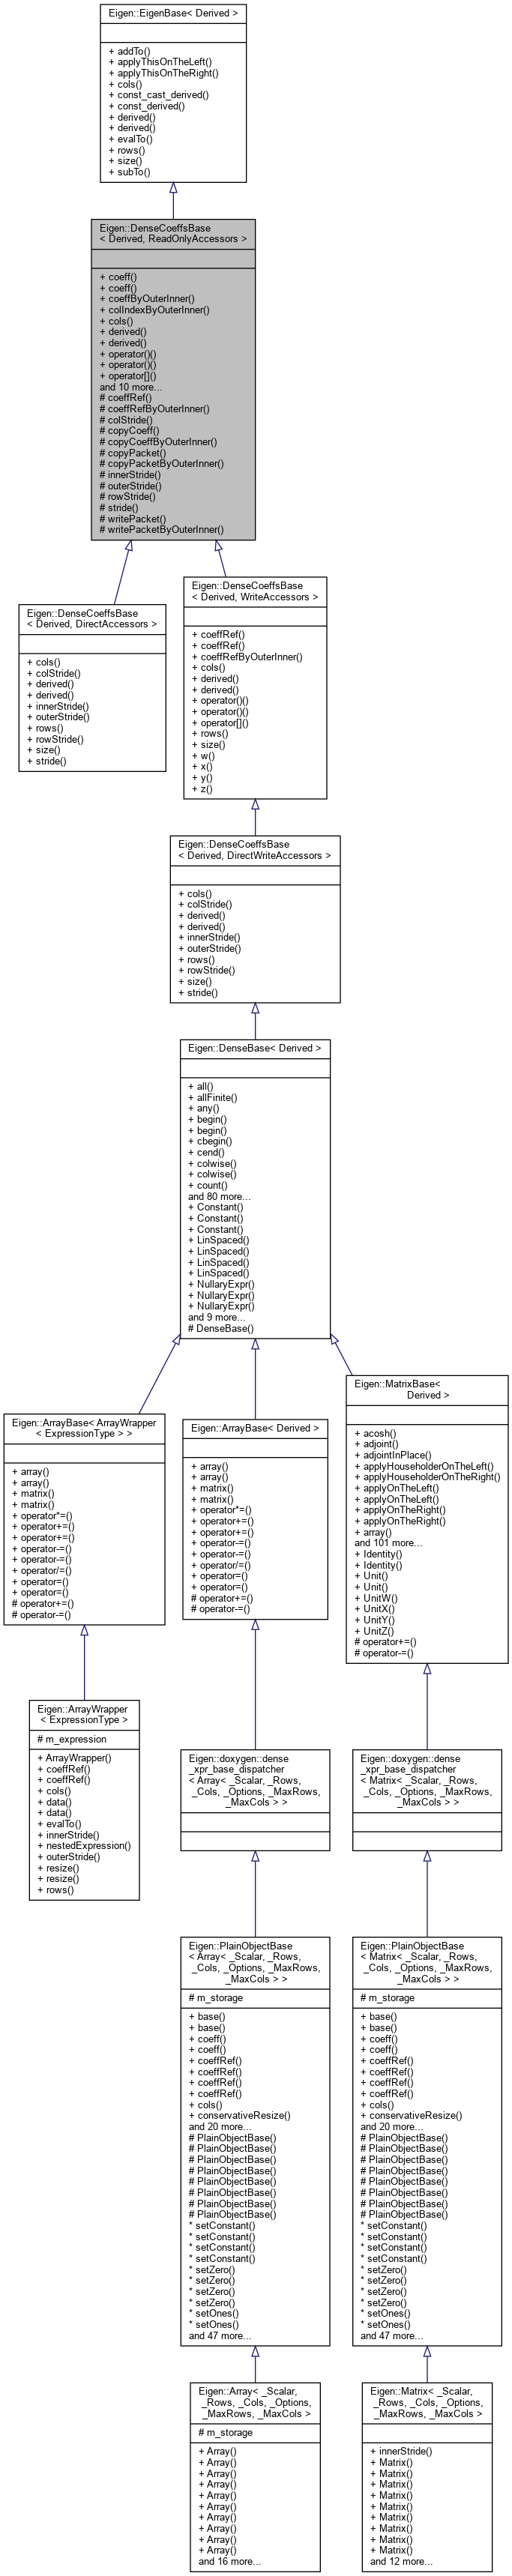 Eigen::EigenBase< Derived >
+ addTo()
+ applyThisOnTheLeft()
+ applyThisOnTheRight()
+ cols()
+ const_cast_derived()
+ const_derived()
+ derived()
+ derived()
+ evalTo()
+ rows()
+ size()
+ subTo()
Eigen::DenseCoeffsBase
< Derived, ReadOnlyAccessors >
+ coeff()
+ coeff()
+ coeffByOuterInner()
+ colIndexByOuterInner()
+ cols()
+ derived()
+ derived()
+ operator()()
+ operator()()
+ operator[]()
and 10 more...
# coeffRef()
# coeffRefByOuterInner()
# colStride()
# copyCoeff()
# copyCoeffByOuterInner()
# copyPacket()
# copyPacketByOuterInner()
# innerStride()
# outerStride()
# rowStride()
# stride()
# writePacket()
# writePacketByOuterInner()
Eigen::DenseCoeffsBase
< Derived, DirectAccessors >
+ cols()
+ colStride()
+ derived()
+ derived()
+ innerStride()
+ outerStride()
+ rows()
+ rowStride()
+ size()
+ stride()
Eigen::DenseCoeffsBase
< Derived, WriteAccessors >
+ coeffRef()
+ coeffRef()
+ coeffRefByOuterInner()
+ cols()
+ derived()
+ derived()
+ operator()()
+ operator()()
+ operator[]()
+ rows()
+ size()
+ w()
+ x()
+ y()
+ z()
Eigen::DenseCoeffsBase
< Derived, DirectWriteAccessors >
+ cols()
+ colStride()
+ derived()
+ derived()
+ innerStride()
+ outerStride()
+ rows()
+ rowStride()
+ size()
+ stride()
Eigen::DenseBase< Derived >
+ all()
+ allFinite()
+ any()
+ begin()
+ begin()
+ cbegin()
+ cend()
+ colwise()
+ colwise()
+ count()
and 80 more...
+ Constant()
+ Constant()
+ Constant()
+ LinSpaced()
+ LinSpaced()
+ LinSpaced()
+ LinSpaced()
+ NullaryExpr()
+ NullaryExpr()
+ NullaryExpr()
and 9 more...
# DenseBase()
Eigen::ArrayBase< ArrayWrapper
< ExpressionType > >
+ array()
+ array()
+ matrix()
+ matrix()
+ operator*=()
+ operator+=()
+ operator+=()
+ operator-=()
+ operator-=()
+ operator/=()
+ operator=()
+ operator=()
# operator+=()
# operator-=()
Eigen::ArrayBase< Derived >
+ array()
+ array()
+ matrix()
+ matrix()
+ operator*=()
+ operator+=()
+ operator+=()
+ operator-=()
+ operator-=()
+ operator/=()
+ operator=()
+ operator=()
# operator+=()
# operator-=()
Eigen::MatrixBase<
Derived >
+ acosh()
+ adjoint()
+ adjointInPlace()
+ applyHouseholderOnTheLeft()
+ applyHouseholderOnTheRight()
+ applyOnTheLeft()
+ applyOnTheLeft()
+ applyOnTheRight()
+ applyOnTheRight()
+ array()
and 101 more...
+ Identity()
+ Identity()
+ Unit()
+ Unit()
+ UnitW()
+ UnitX()
+ UnitY()
+ UnitZ()
# operator+=()
# operator-=()
Eigen::ArrayWrapper
< ExpressionType >
# m_expression
+ ArrayWrapper()
+ coeffRef()
+ coeffRef()
+ cols()
+ data()
+ data()
+ evalTo()
+ innerStride()
+ nestedExpression()
+ outerStride()
+ resize()
+ resize()
+ rows()
Eigen::doxygen::dense
_xpr_base_dispatcher
< Array< _Scalar, _Rows,
_Cols, _Options, _MaxRows,
_MaxCols > >
Eigen::doxygen::dense
_xpr_base_dispatcher
< Matrix< _Scalar, _Rows,
_Cols, _Options, _MaxRows,
_MaxCols > >
Eigen::PlainObjectBase
< Array< _Scalar, _Rows,
_Cols, _Options, _MaxRows,
_MaxCols > >
# m_storage
+ base()
+ base()
+ coeff()
+ coeff()
+ coeffRef()
+ coeffRef()
+ coeffRef()
+ coeffRef()
+ cols()
+ conservativeResize()
and 20 more...
# PlainObjectBase()
# PlainObjectBase()
# PlainObjectBase()
# PlainObjectBase()
# PlainObjectBase()
# PlainObjectBase()
# PlainObjectBase()
# PlainObjectBase()
* setConstant()
* setConstant()
* setConstant()
* setConstant()
* setZero()
* setZero()
* setZero()
* setZero()
* setOnes()
* setOnes()
and 47 more...
Eigen::PlainObjectBase
< Matrix< _Scalar, _Rows,
_Cols, _Options, _MaxRows,
_MaxCols > >
# m_storage
+ base()
+ base()
+ coeff()
+ coeff()
+ coeffRef()
+ coeffRef()
+ coeffRef()
+ coeffRef()
+ cols()
+ conservativeResize()
and 20 more...
# PlainObjectBase()
# PlainObjectBase()
# PlainObjectBase()
# PlainObjectBase()
# PlainObjectBase()
# PlainObjectBase()
# PlainObjectBase()
# PlainObjectBase()
* setConstant()
* setConstant()
* setConstant()
* setConstant()
* setZero()
* setZero()
* setZero()
* setZero()
* setOnes()
* setOnes()
and 47 more...
Eigen::Array< _Scalar,
_Rows, _Cols, _Options,
_MaxRows, _MaxCols >
# m_storage
+ Array()
+ Array()
+ Array()
+ Array()
+ Array()
+ Array()
+ Array()
+ Array()
+ Array()
+ Array()
and 16 more...
Eigen::Matrix< _Scalar,
_Rows, _Cols, _Options,
_MaxRows, _MaxCols >
+ innerStride()
+ Matrix()
+ Matrix()
+ Matrix()
+ Matrix()
+ Matrix()
+ Matrix()
+ Matrix()
+ Matrix()
+ Matrix()
and 12 more...